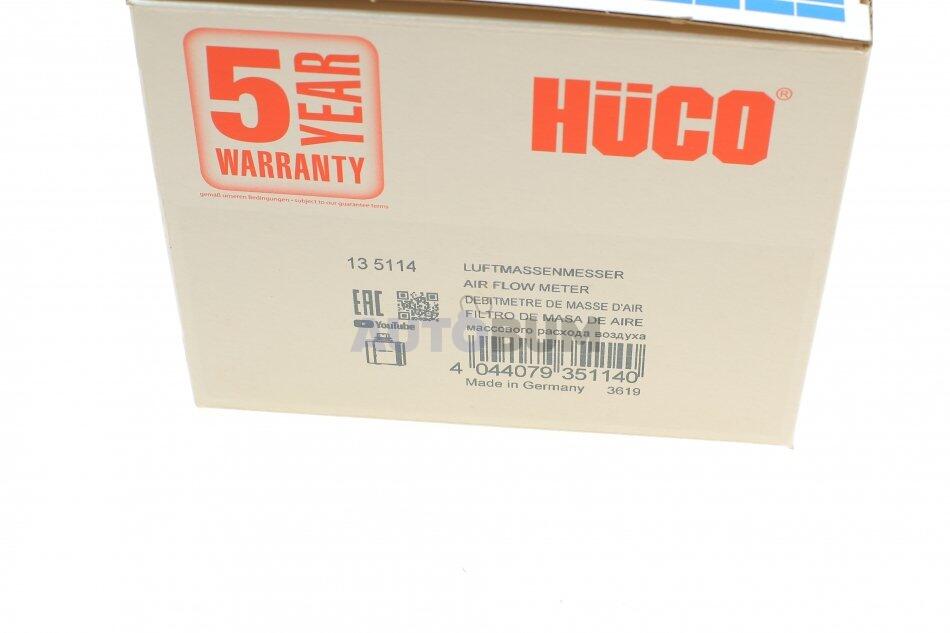 5 YEAR
WARRANTY
gemäß unseren Bedingungen • subject to our guarantee terms
HÜCO®
13 5114
LUFTMASSENMESSER
AIR FLOW METER
DEBITMETRE DE MASSE D'AIR
FILTRO DE MASA DE AIRE
массового расхода воздуха
EAC
YouTube
AUTOBUM
4 044079 351140
Made in Germany 3619